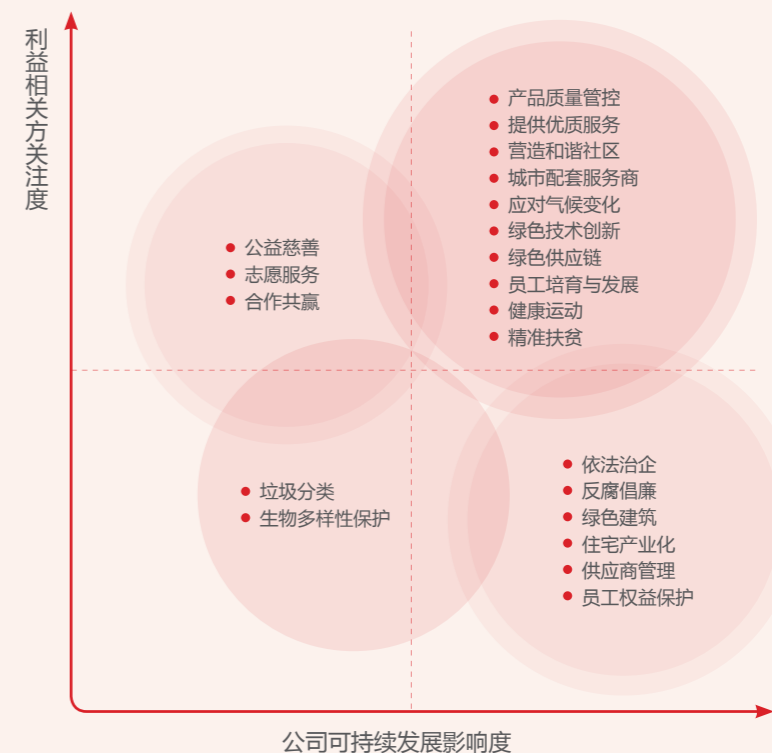 利益相关方关注度
产品质量管控
提供优质服务
营造和谐社区
城市配套服务商
应对气候变化
绿色技术创新
绿色供应链
员工培育与发展
健康运动
精准扶贫
公益慈善
志愿服务
合作共赢
垃圾分类
生物多样性保护
依法治企
反腐倡廉
绿色建筑
住宅产业化
供应商管理
员工权益保护
公司可持续发展影响度